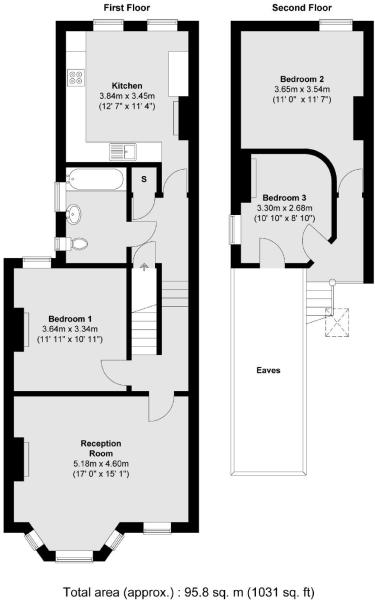 First Floor
Second Floor
Kitchen
3.84m x 3.45m
(12' 7" x 11' 4")
Bedroom 2
3.65m x 3.54m
(11' 0" x 11' 7")
S
Bedroom 3
3.30m x 2.68m
(10' 10" x 8' 10")
Bedroom 1
3.64m x 3.34m
(11' 11" x 10' 11")
Eaves
Reception
Room
5.18m x 4.60m
(17' 0" x 15' 1")
Total area (approx.) : 95.8 sq. m (1031 sq. ft)